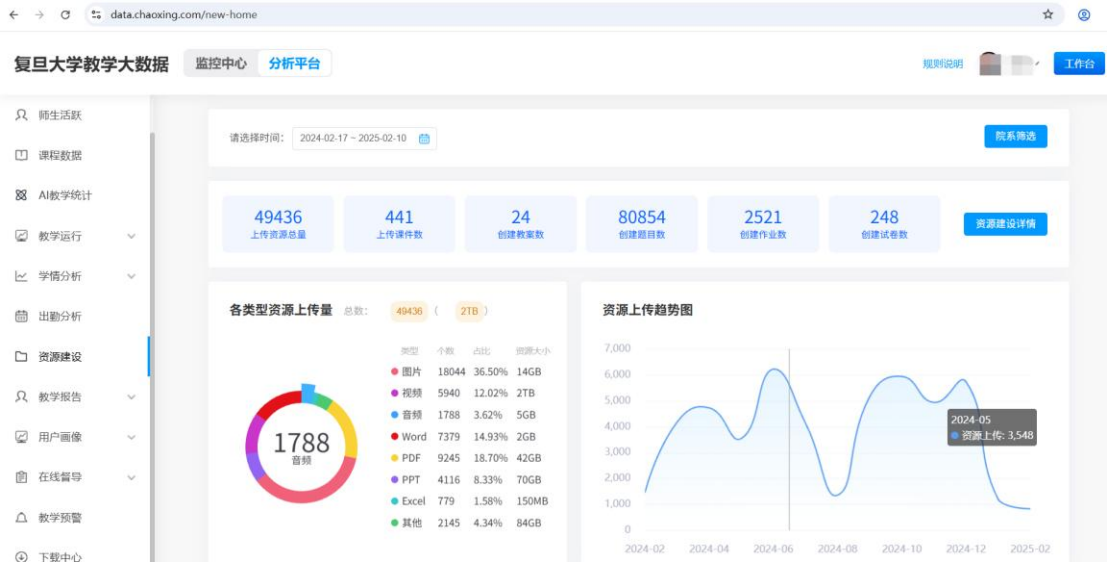 data.chaoxing.com/new-home
复旦大学教学大数据 监控中心 分析平台 规则说明 工作台
师生活跃
课程数据
AI教学统计
教学运行
学情分析
出勤分析
资源建设
教学报告
用户画像
在线督导
教学预警
下载中心
请选择时间: 2024-02-17 ~ 2025-02-10 院系筛选
49436 441 24 80854 2521 248
上传资源总量 上传课件数 创建教案数 创建题目数 创建作业数 创建试卷数 资源建设详情
各类型资源上传量 总数: 49436 ( 2TB )
类型 个数 占比 资源大小
图片 18044 36.50% 14GB
视频 5940 12.02% 2TB
音频 1788 3.62% 5GB
Word 7379 14.93% 2GB
PDF 9245 18.70% 42GB
PPT 4116 8.33% 70GB
Excel 779 1.58% 150MB
其他 2145 4.34% 84GB
1788
音频
资源上传趋势图
7,000
6,000
5,000
4,000
3,000
2,000
1,000
0
2024-05
资源上传: 3,548
2024-02 2024-04 2024-06 2024-08 2024-10 2024-12 2025-02